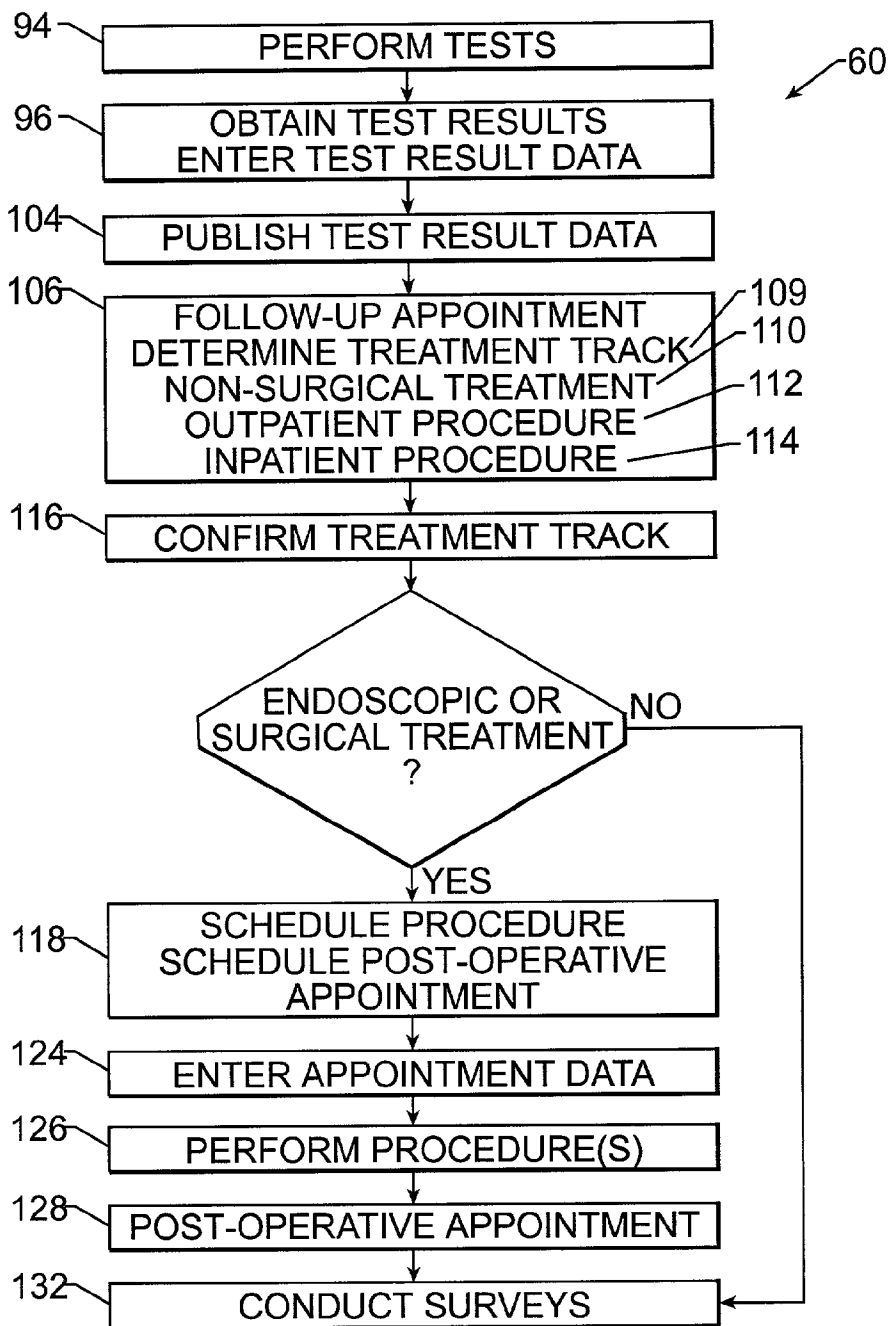 94
PERFORM TESTS
60
96
OBTAIN TEST RESULTS
ENTER TEST RESULT DATA
104
PUBLISH TEST RESULT DATA
106
FOLLOW-UP APPOINTMENT
109
DETERMINE TREATMENT TRACK
110
NON-SURGICAL TREATMENT
112
OUTPATIENT PROCEDURE
114
INPATIENT PROCEDURE
116
CONFIRM TREATMENT TRACK
ENDOSCOPIC OR
SURGICAL TREATMENT
?
NO
YES
118
SCHEDULE PROCEDURE
SCHEDULE POST-OPERATIVE
APPOINTMENT
124
ENTER APPOINTMENT DATA
126
PERFORM PROCEDURE(S)
128
POST-OPERATIVE APPOINTMENT
132
CONDUCT SURVEYS